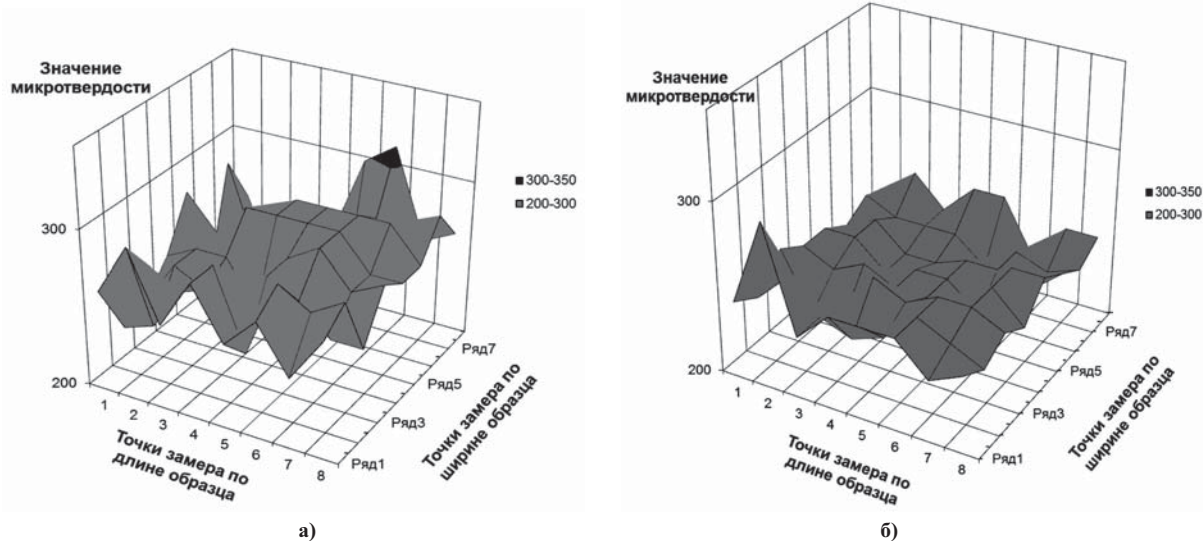 Значение
микротвердости
300
200
1
2
3
4
5
6
7
8
Ряд1
Ряд3
Ряд5
Ряд7
Точки замера по
длине образца
Точки замера по
ширине образца
300-350
200-300
а)
Значение
микротвердости
300
200
1
2
3
4
5
6
7
8
Ряд1
Ряд3
Ряд5
Ряд7
Точки замера по
длине образца
Точки замера по
ширине образца
300-350
200-300
б)